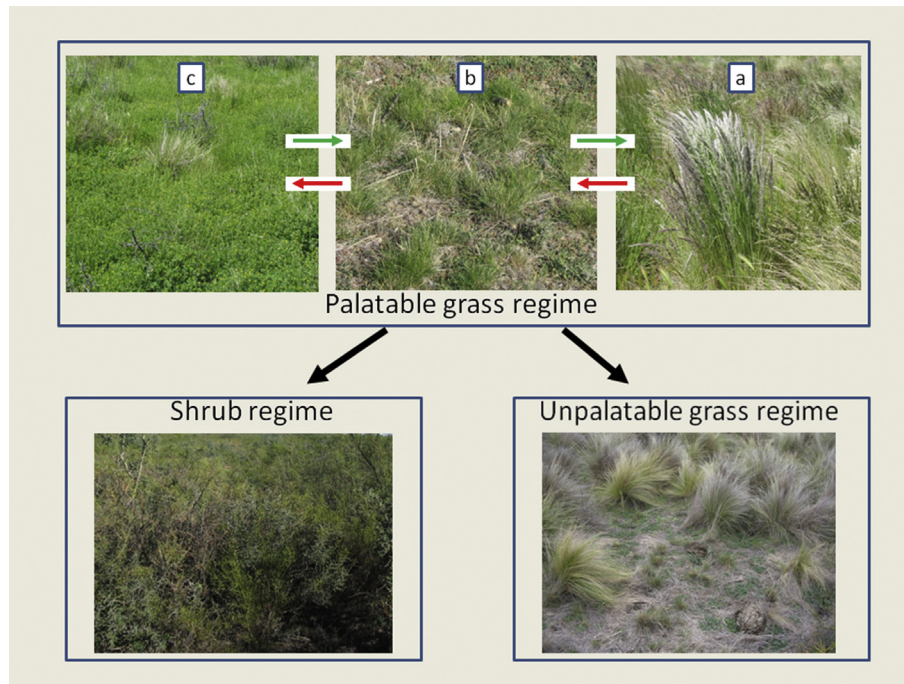 c
b
a
Palatable grass regime
Shrub regime
Unpalatable grass regime